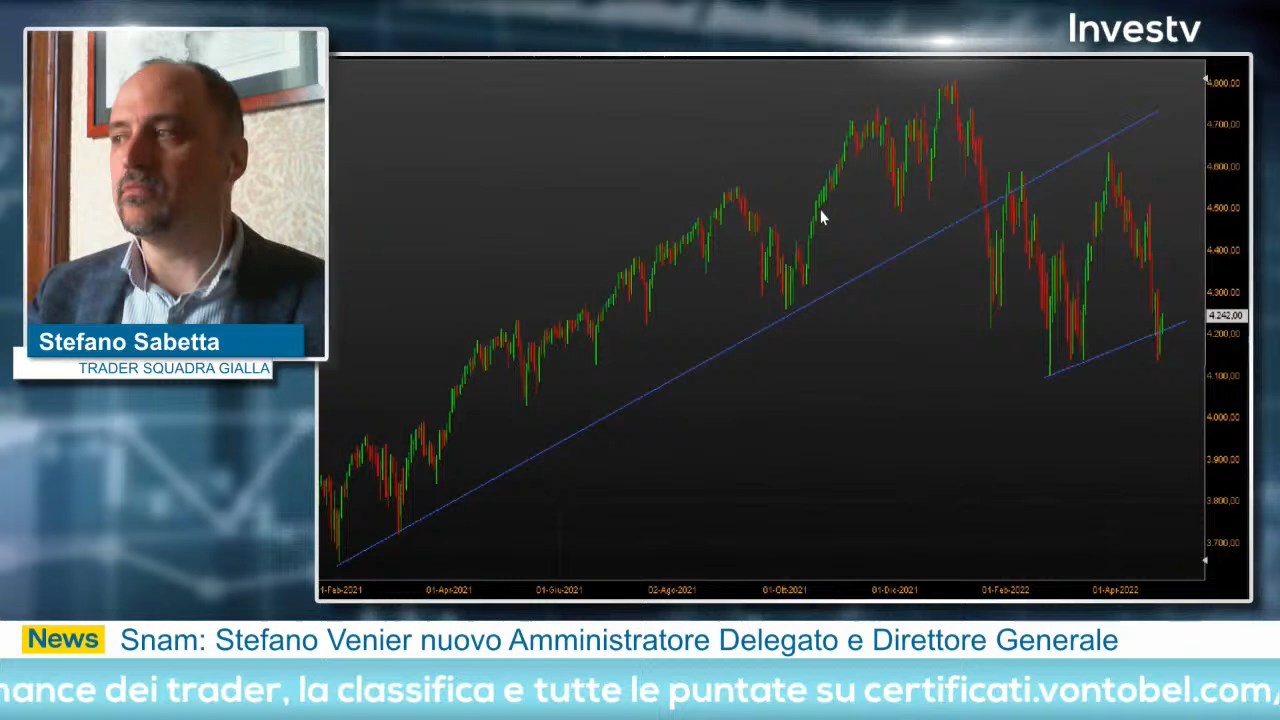 Investv
4.800,00
4.700,00
4.600,00
4.500,00
4.400,00
4.300,00
4.242,00
4.200,00
4.100,00
4.000,00
3.900,00
3.800,00
3.700,00
1-Feb-2021 01-Apr-2021 01-Giu-2021 02-Ago-2021 01-Ott-2021 01-Dic-2021 01-Feb-2022 01-Apr-2022
Stefano Sabetta
TRADER SQUADRA GIALLA
News Snam: Stefano Venier nuovo Amministratore Delegato e Direttore Generale
mance dei trader, la classifica e tutte le puntate su certificati.vontobel.com,